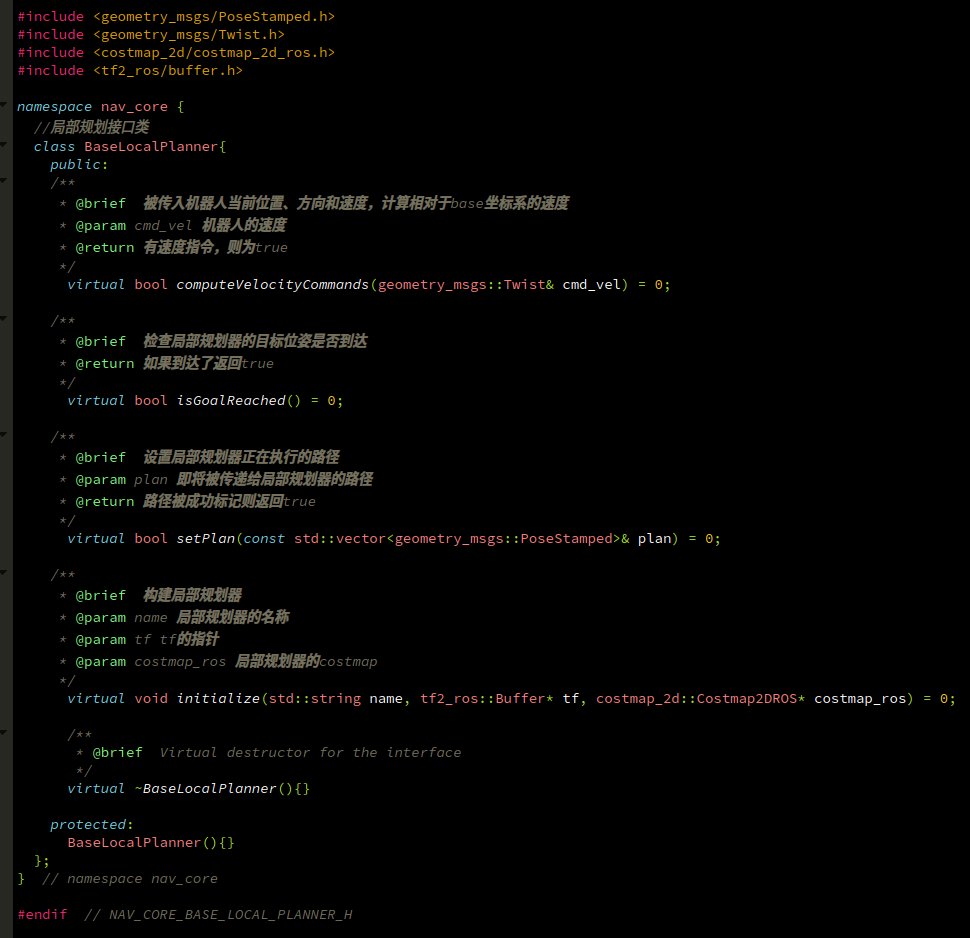 #include <geometry_msgs/PoseStamped.h>
#include <geometry_msgs/Twist.h>
#include <costmap_2d/costmap_2d_ros.h>
#include <tf2_ros/buffer.h>
namespace nav_core {
//局部规划接口类
class BaseLocalPlanner{
public:
/**
* @brief 被传入机器人当前位置、方向和速度，计算相对于base坐标系的速度
* @param cmd_vel 机器人的速度
* @return 有速度指令，则为true
*/
virtual bool computeVelocityCommands(geometry_msgs::Twist& cmd_vel) = 0;
/**
* @brief 检查局部规划器的目标位姿是否到达
* @return 如果到达了返回true
*/
virtual bool isGoalReached() = 0;
/**
* @brief 设置局部规划器正在执行的路径
* @param plan 即将被传递给局部规划器的路径
* @return 路径被成功标记则返回true
*/
virtual bool setPlan(const std::vector<geometry_msgs::PoseStamped>& plan) = 0;
/**
* @brief 构建局部规划器
* @param name 局部规划器的名称
* @param tf tf的指针
* @param costmap_ros 局部规划器的costmap
*/
virtual void initialize(std::string name, tf2_ros::Buffer* tf, costmap_2d::Costmap2DROS* costmap_ros) = 0;
/**
* @brief Virtual destructor for the interface
*/
virtual ~BaseLocalPlanner(){}
protected:
BaseLocalPlanner(){}
};
} // namespace nav_core
#endif // NAV_CORE_BASE_LOCAL_PLANNER_H